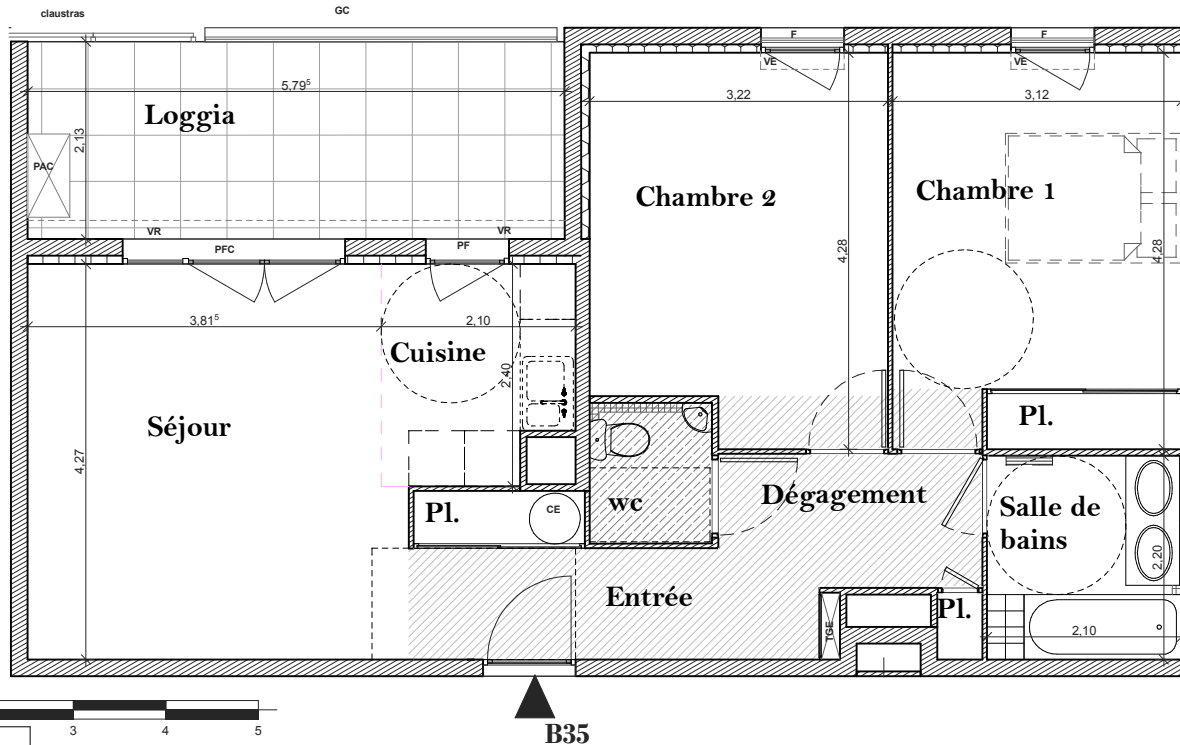 claustras
GC
F
F
VE
VE
5,79⁵
3,22
3,12
Loggia
2,13
PAC
Chambre 2
Chambre 1
4,28
4,28
VR
PFC
PF
VR
3,81⁵
2,10
Cuisine
2,40
Séjour
4,27
Pl.
Pl.
CE
wc
Dégagement
Salle de
bains
2,20
Entrée
TGE
Pl.
2,10
3
4
5
B35